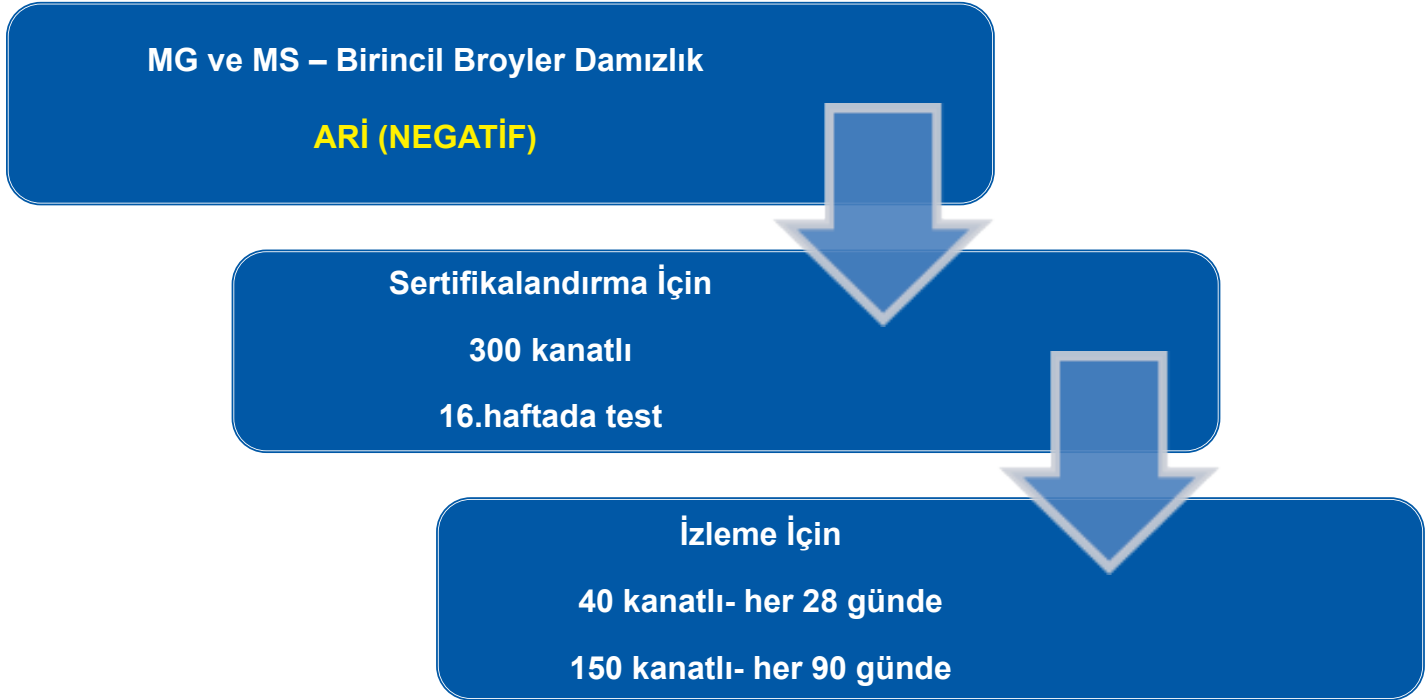 MG ve MS – Birincil Broyler Damızlık
ARİ (NEGATİF)
Sertifikalandırma İçin
300 kanatlı
16.haftada test
İzleme İçin
40 kanatlı- her 28 günde
150 kanatlı- her 90 günde